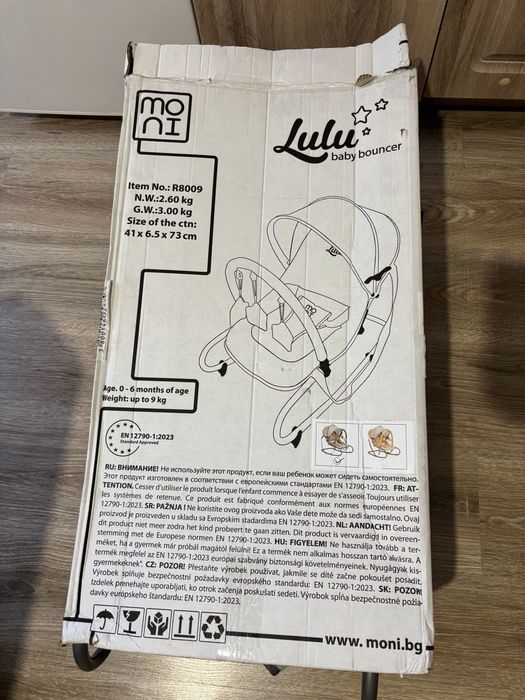 mo
ni
Lulu
baby bouncer
Item No.: R8009
N.W.:2.60 kg
G.W.:3.00 kg
Size of the ctn:
41 x 6.5 x 73 cm
Lulu
moni
Age. 0 - 6 months of age
Weight: up to 9 kg
EN 12790-1:2023
Standard Approved
RU: ВНИМАНИЕ! Не используйте этот продукт, если ваш ребенок может сидеть самостоятельно.
Этот продукт изготовлен в соответствии с европейскими стандартами EN 12790-1:2023. FR: AT-
TENTION. Cesser d'utiliser le produit lorsque l'enfant commence à essayer de s'asseoir. Toujours utiliser
les systèmes de retenue. Ce produit est fabriqué conformément aux normes européennes EN
12790-1:2023. SR: PAŽNJA! Ne koristite ovog proizvoda ako Vaše dete može da sedi samostalno. Ovaj
proizvod je proizveden u skladu sa Evropskim stadardima EN 12790-1:2023. NL: AANDACHT! Gebruik
dit product niet meer zodra het kind probeert te gaan zitten. Dit product is vervaardigd in overeen-
stemming met de Europese normen EN 12790-1:2023. HU: FIGYELEM! Ne használja tovább a ter-
méket, ha a gyermek már próbál magától felülni! Ez a termék nem alkalmas hosszan tartó alvásra. A
termék megfelel az EN 12790-1:2023 európai szabvány biztonsági követelményeinek. Nyugágyak kis-
gyermekeknek". CZ: POZOR! Přestaňte výrobek používat, jakmile se dítě začne pokoušet posadit.
Výrobek splňuje bezpečnostní požadavky evropského standardu EN 12790-1:2023. SK: POZOR!
Izdelek prenehajte uporabljati, ko otrok začenja poskušati sedeti. Výrobok spĺňa bezpečnostné požia-
davky európskeho štandardu: EN 12790-1:2023.
www. moni.bg